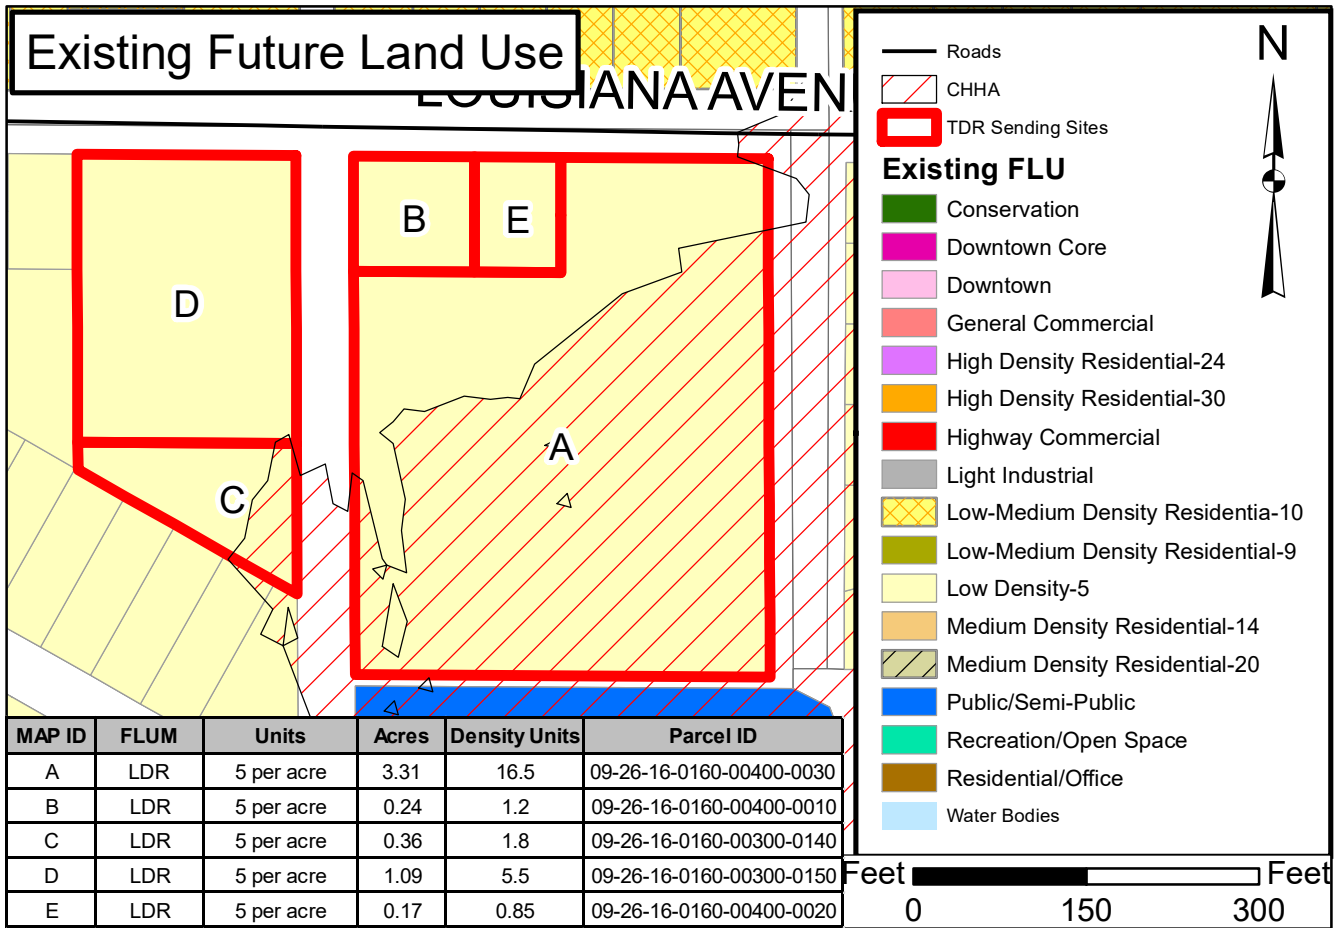 Existing Future Land Use
LOUISIANA AVEN
B
E
D
A
C
MAP ID FLUM Units Acres Density Units Parcel ID
A LDR 5 per acre 3.31 16.5 09-26-16-0160-00400-0030
B LDR 5 per acre 0.24 1.2 09-26-16-0160-00400-0010
C LDR 5 per acre 0.36 1.8 09-26-16-0160-00300-0140
D LDR 5 per acre 1.09 5.5 09-26-16-0160-00300-0150
E LDR 5 per acre 0.17 0.85 09-26-16-0160-00400-0020
N
Roads
CHHA
TDR Sending Sites
Existing FLU
Conservation
Downtown Core
Downtown
General Commercial
High Density Residential-24
High Density Residential-30
Highway Commercial
Light Industrial
Low-Medium Density Residentia-10
Low-Medium Density Residential-9
Low Density-5
Medium Density Residential-14
Medium Density Residential-20
Public/Semi-Public
Recreation/Open Space
Residential/Office
Water Bodies
Feet Feet
0 150 300